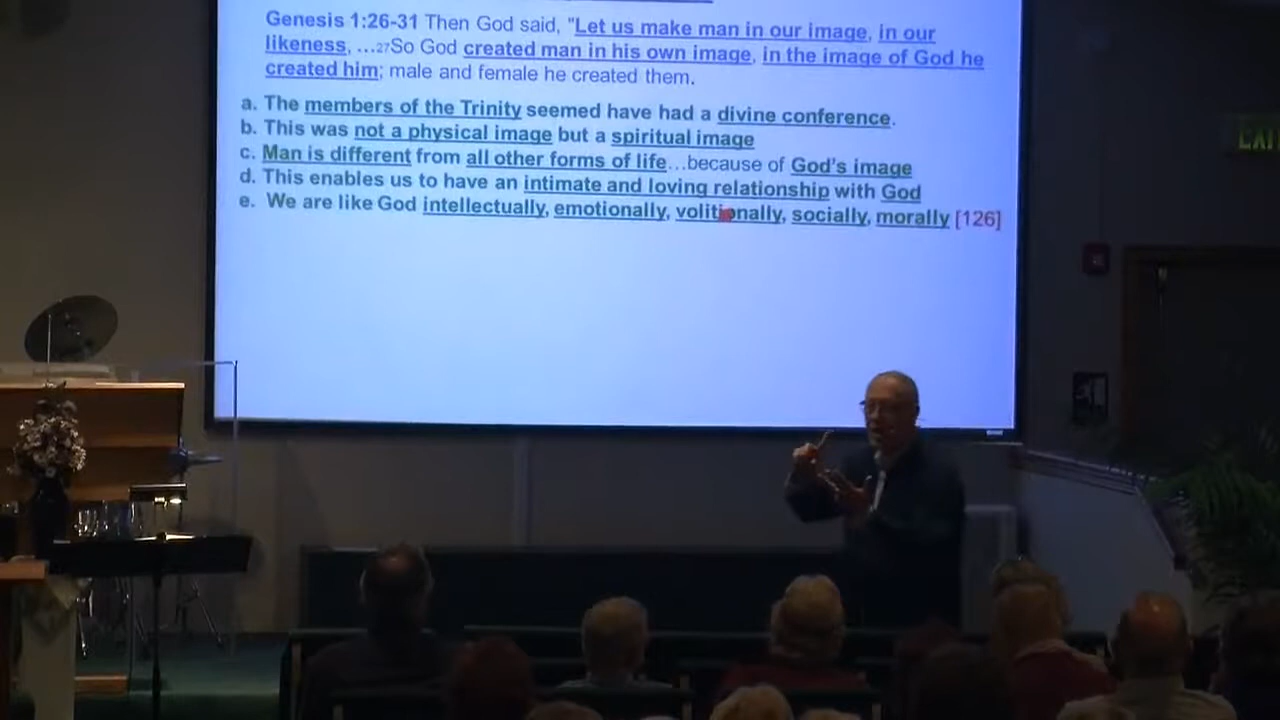 Genesis 1:26-31 Then God said, "Let us make man in our image, in our
likeness, ...27So God created man in his own image, in the image of God he
created him; male and female he created them.
a. The members of the Trinity seemed have had a divine conference.
b. This was not a physical image but a spiritual image
c. Man is different from all other forms of life...because of God's image
d. This enables us to have an intimate and loving relationship with God
e. We are like God intellectually, emotionally, volitionally, socially, morally [126]
EXI